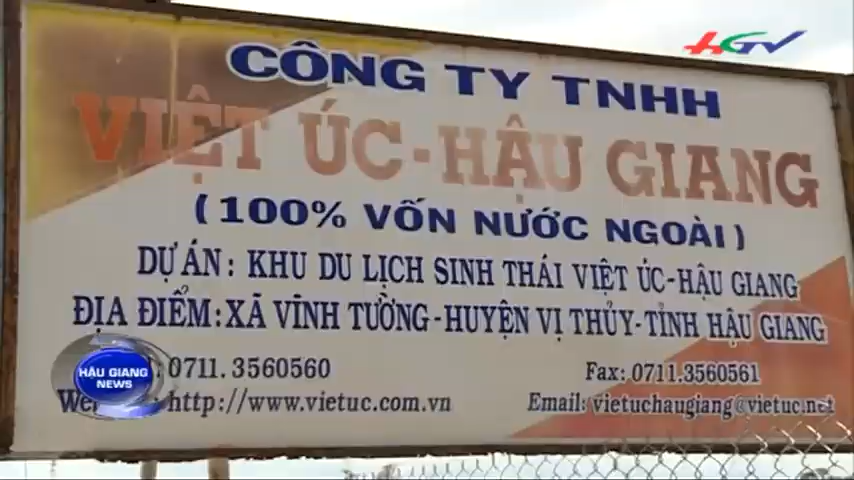 HGV
CÔNG TY TNHH
VIỆT ÚC-HẬU GIANG
(100% VỐN NƯỚC NGOÀI)
DỰ ÁN: KHU DU LỊCH SINH THÁI VIỆT ÚC-HẬU GIANG
ĐỊA ĐIỂM: XÃ VĨNH TƯỜNG-HUYỆN VỊ THỦY-TỈNH HẬU GIANG
: 0711.3560560 Fax: 0711.3560561
http://www.vietuc.com.vn Email: vietuchaugiang@vietuc.net
HẬU GIANG
NEWS